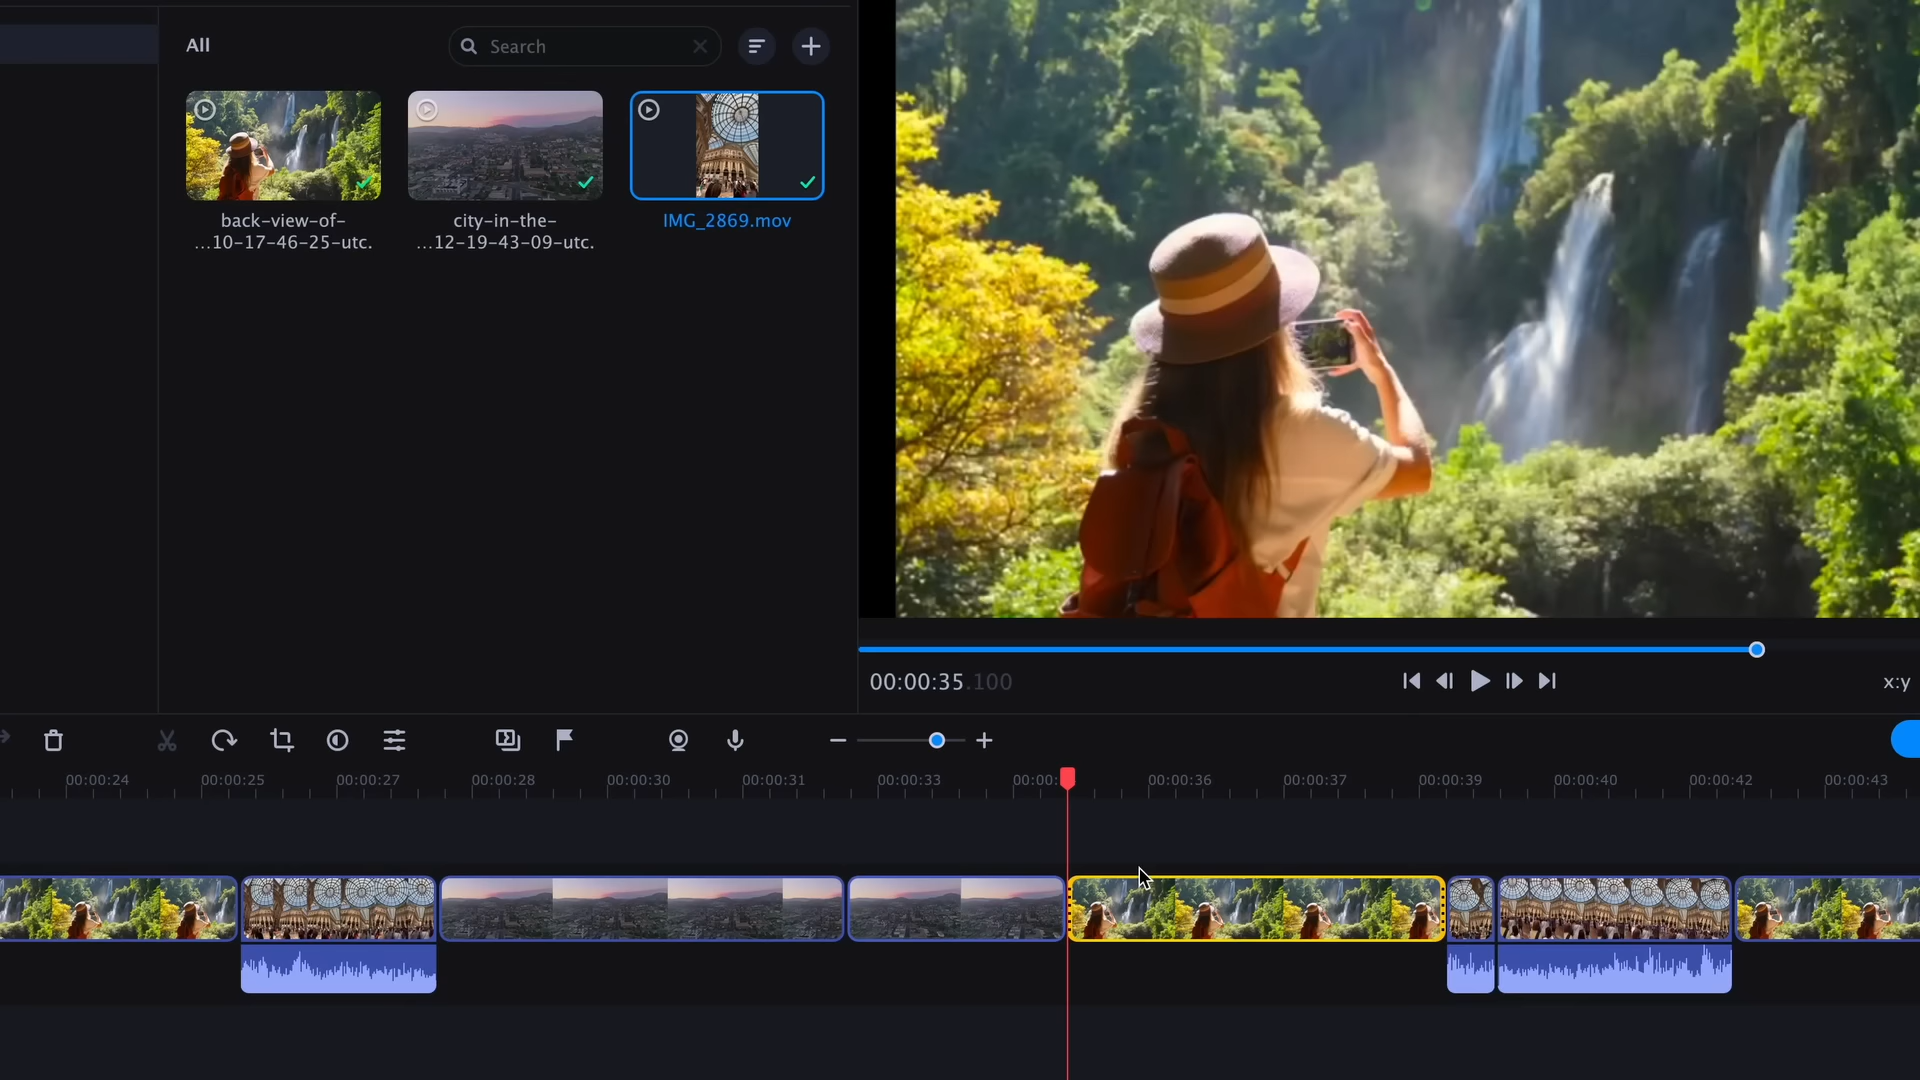 All
Search
back-view-of-
...10-17-46-25-utc.
city-in-the-
...12-19-43-09-utc.
IMG_2869.mov
00:00:35.100
x:y
00:00:24
00:00:25
00:00:27
00:00:28
00:00:30
00:00:31
00:00:33
00:00:
00:00:36
00:00:37
00:00:39
00:00:40
00:00:42
00:00:43